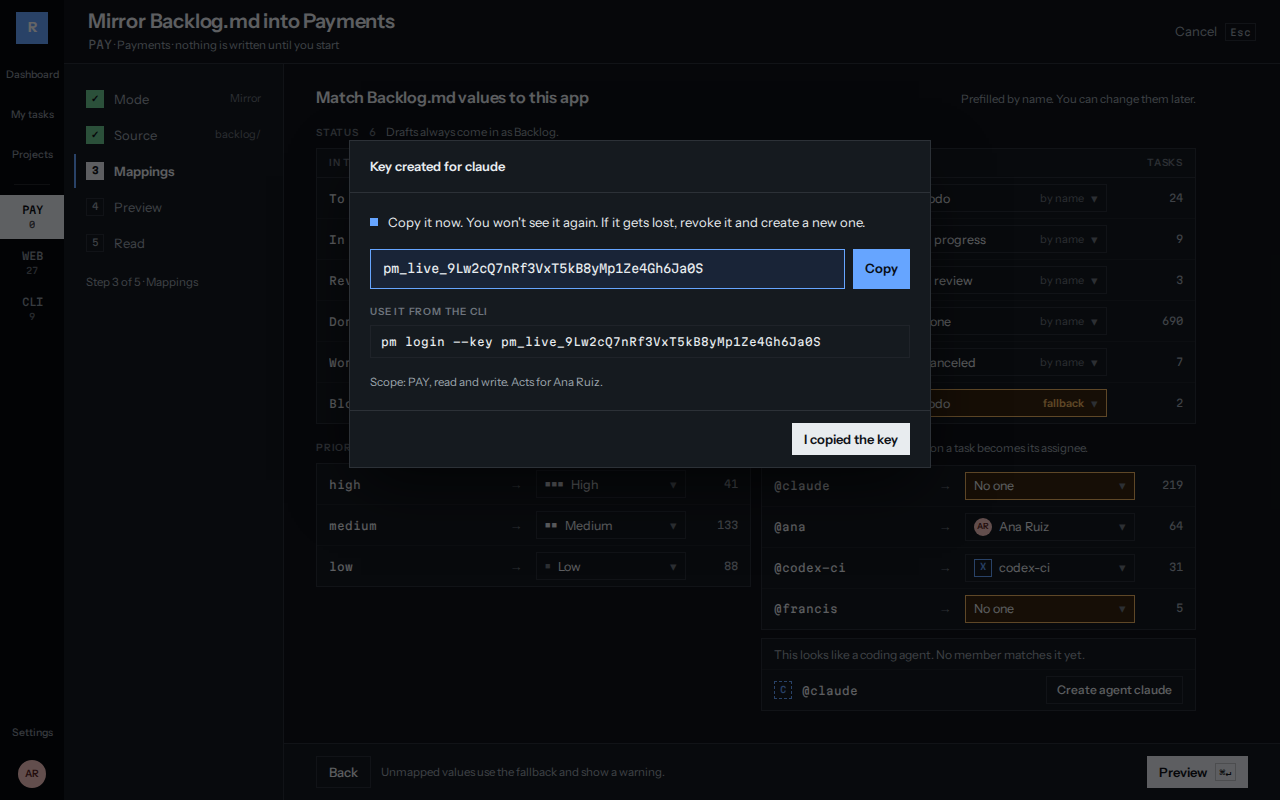 R
Mirror Backlog.md into Payments
PAY · Payments · nothing is written until you start
Cancel Esc
Dashboard
My tasks
Projects
PAY
0
WEB
27
CLI
9
Settings
AR
✓ Mode Mirror
✓ Source backlog/
3 Mappings
4 Preview
5 Read
Step 3 of 5 · Mappings
Match Backlog.md values to this app
Prefilled by name. You can change them later.
STATUS 6 Drafts always come in as Backlog.
TASKS
To
by name ▾ 24
In
progress by name ▾ 9
review by name ▾ 3
by name ▾ 690
by name ▾ 7
fallback ▾ 2
Key created for claude
Copy it now. You won't see it again. If it gets lost, revoke it and create a new one.
pm_live_9Lw2cQ7nRf3VxT5kB8yMp1Ze4Gh6Ja0S
Copy
USE IT FROM THE CLI
pm login --key pm_live_9Lw2cQ7nRf3VxT5kB8yMp1Ze4Gh6Ja0S
Scope: PAY, read and write. Acts for Ana Ruiz.
I copied the key
on a task becomes its assignee.
high → High ▾ 41
medium → Medium ▾ 133
low → Low ▾ 88
@claude → No one ▾ 219
@ana → AR Ana Ruiz ▾ 64
@codex-ci → X codex-ci ▾ 31
@francis → No one ▾ 5
This looks like a coding agent. No member matches it yet.
C @claude Create agent claude
Back Unmapped values use the fallback and show a warning.
Preview ⌘↵